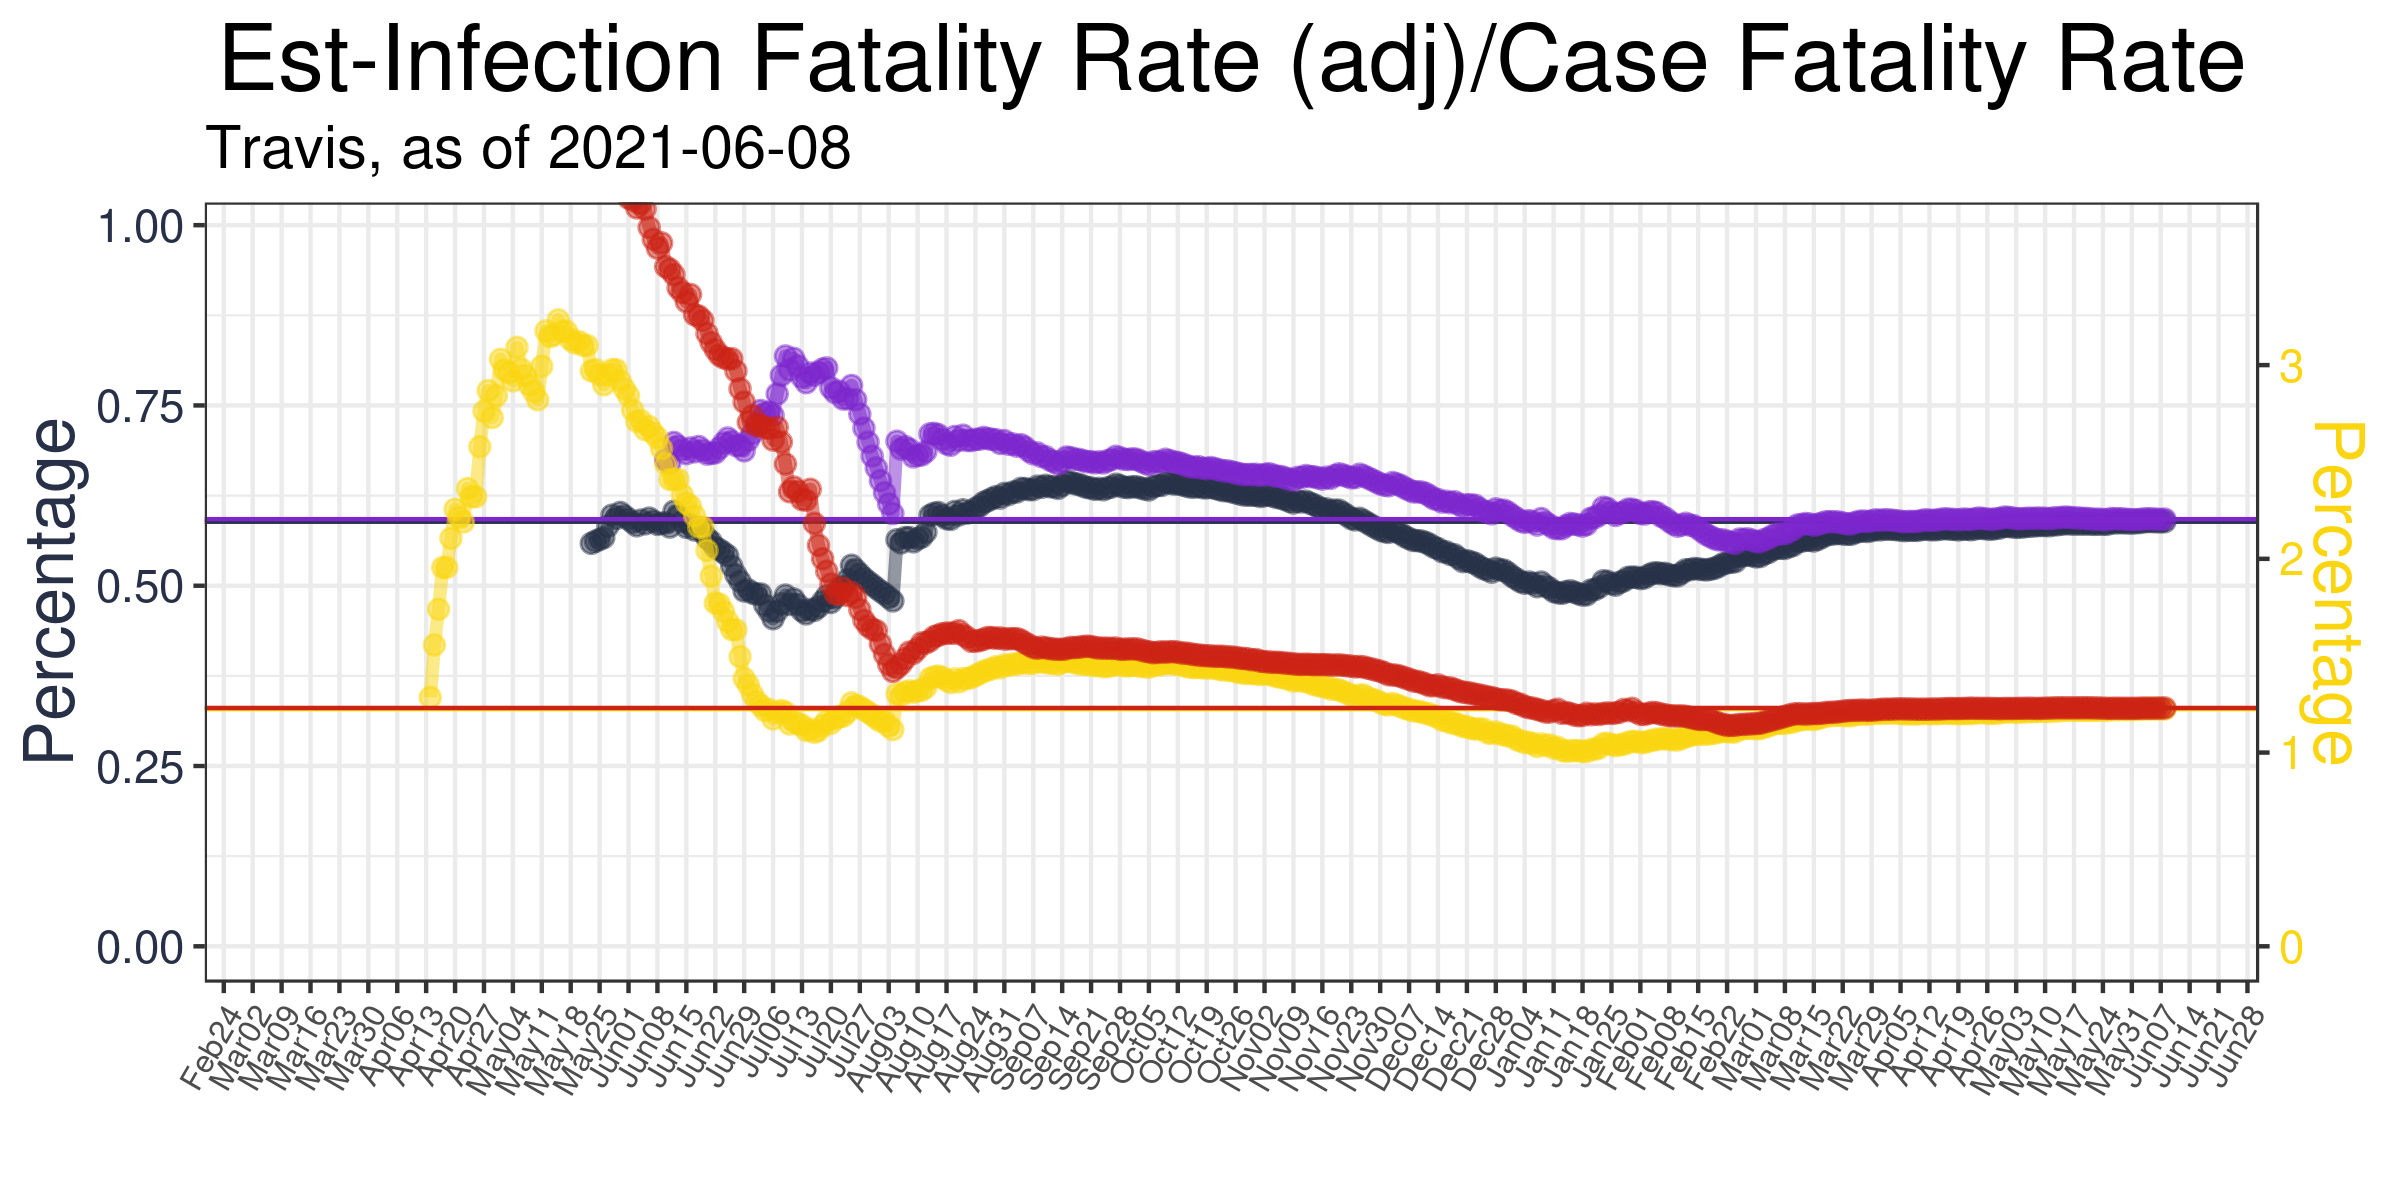 Est-Infection Fatality Rate (adj)/Case Fatality Rate
Travis, as of 2021-06-08
Percentage
1.00
0.75
0.50
0.25
0.00
3
2
1
0
Percentage
Feb24
Mar02
Mar09
Mar16
Mar23
Mar30
Apr06
Apr13
Apr20
Apr27
May04
May11
May18
May25
Jun01
Jun08
Jun15
Jun22
Jun29
Jul06
Jul13
Jul20
Jul27
Aug03
Aug10
Aug17
Aug24
Aug31
Sep07
Sep14
Sep21
Sep28
Oct05
Oct12
Oct19
Oct26
Nov02
Nov09
Nov16
Nov23
Nov30
Dec07
Dec14
Dec21
Dec28
Jan04
Jan11
Jan18
Jan25
Feb01
Feb08
Feb15
Feb22
Mar01
Mar08
Mar15
Mar22
Mar29
Apr05
Apr12
Apr19
Apr26
May03
May10
May17
May24
May31
Jun07
Jun14
Jun21
Jun28